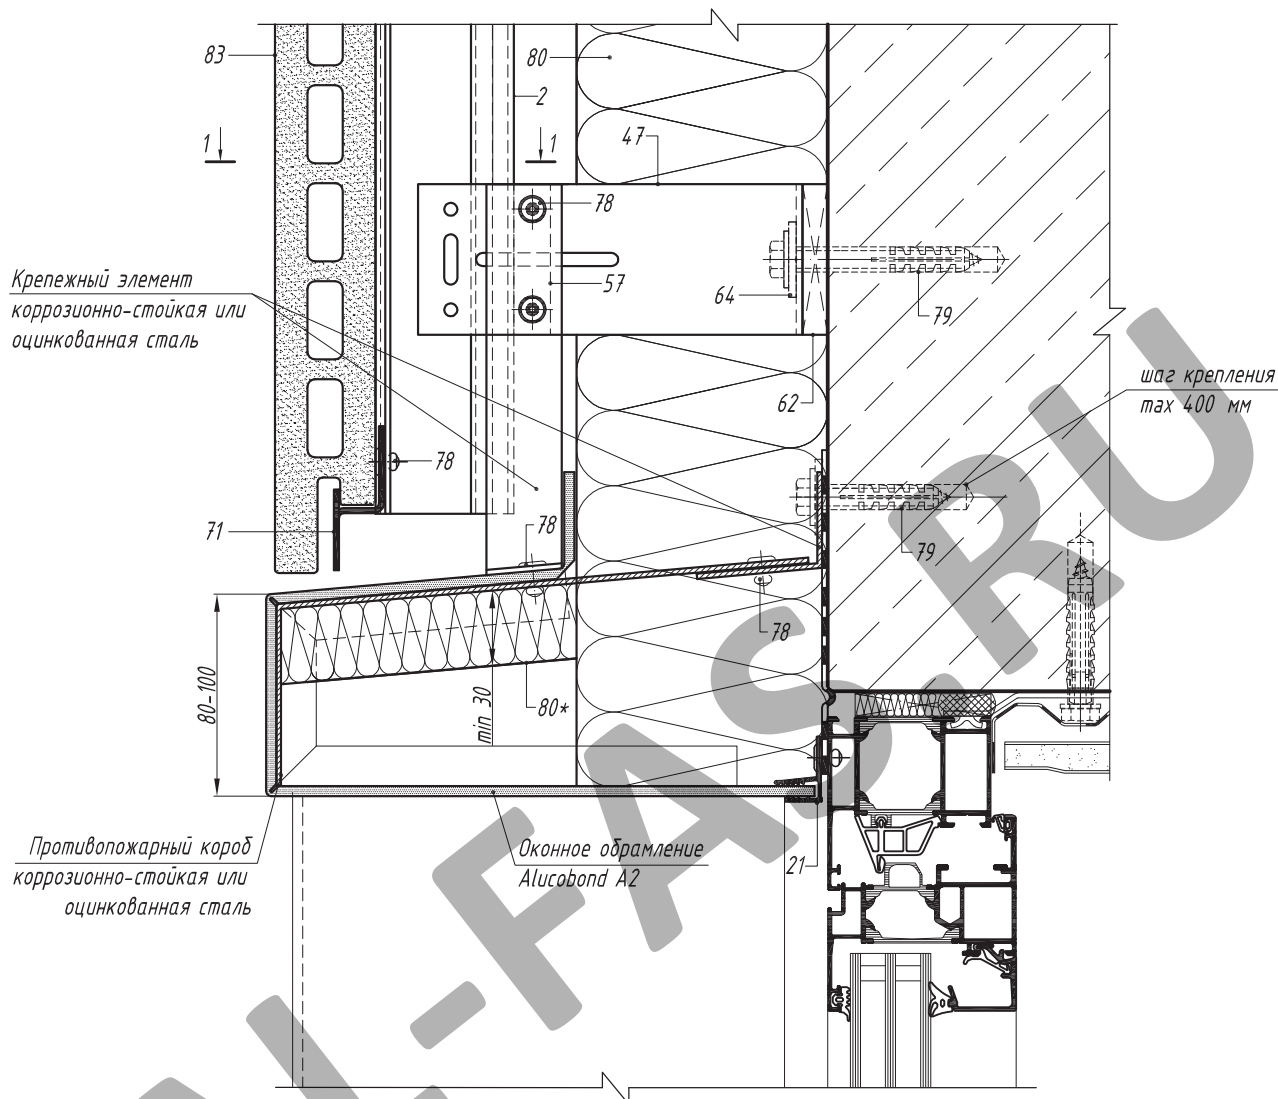 83
80
2
1
1
47
78
57
64
79
Крепежный элемент
коррозионно-стойкая или
оцинкованная сталь
62
шаг крепления
max 400 мм
78
71
78
79
78
80-100
min 30
80*
Противопожарный короб
коррозионно-стойкая или
оцинкованная сталь
Оконное обрамление
Alucobond A2
21
AL-FAS.RU